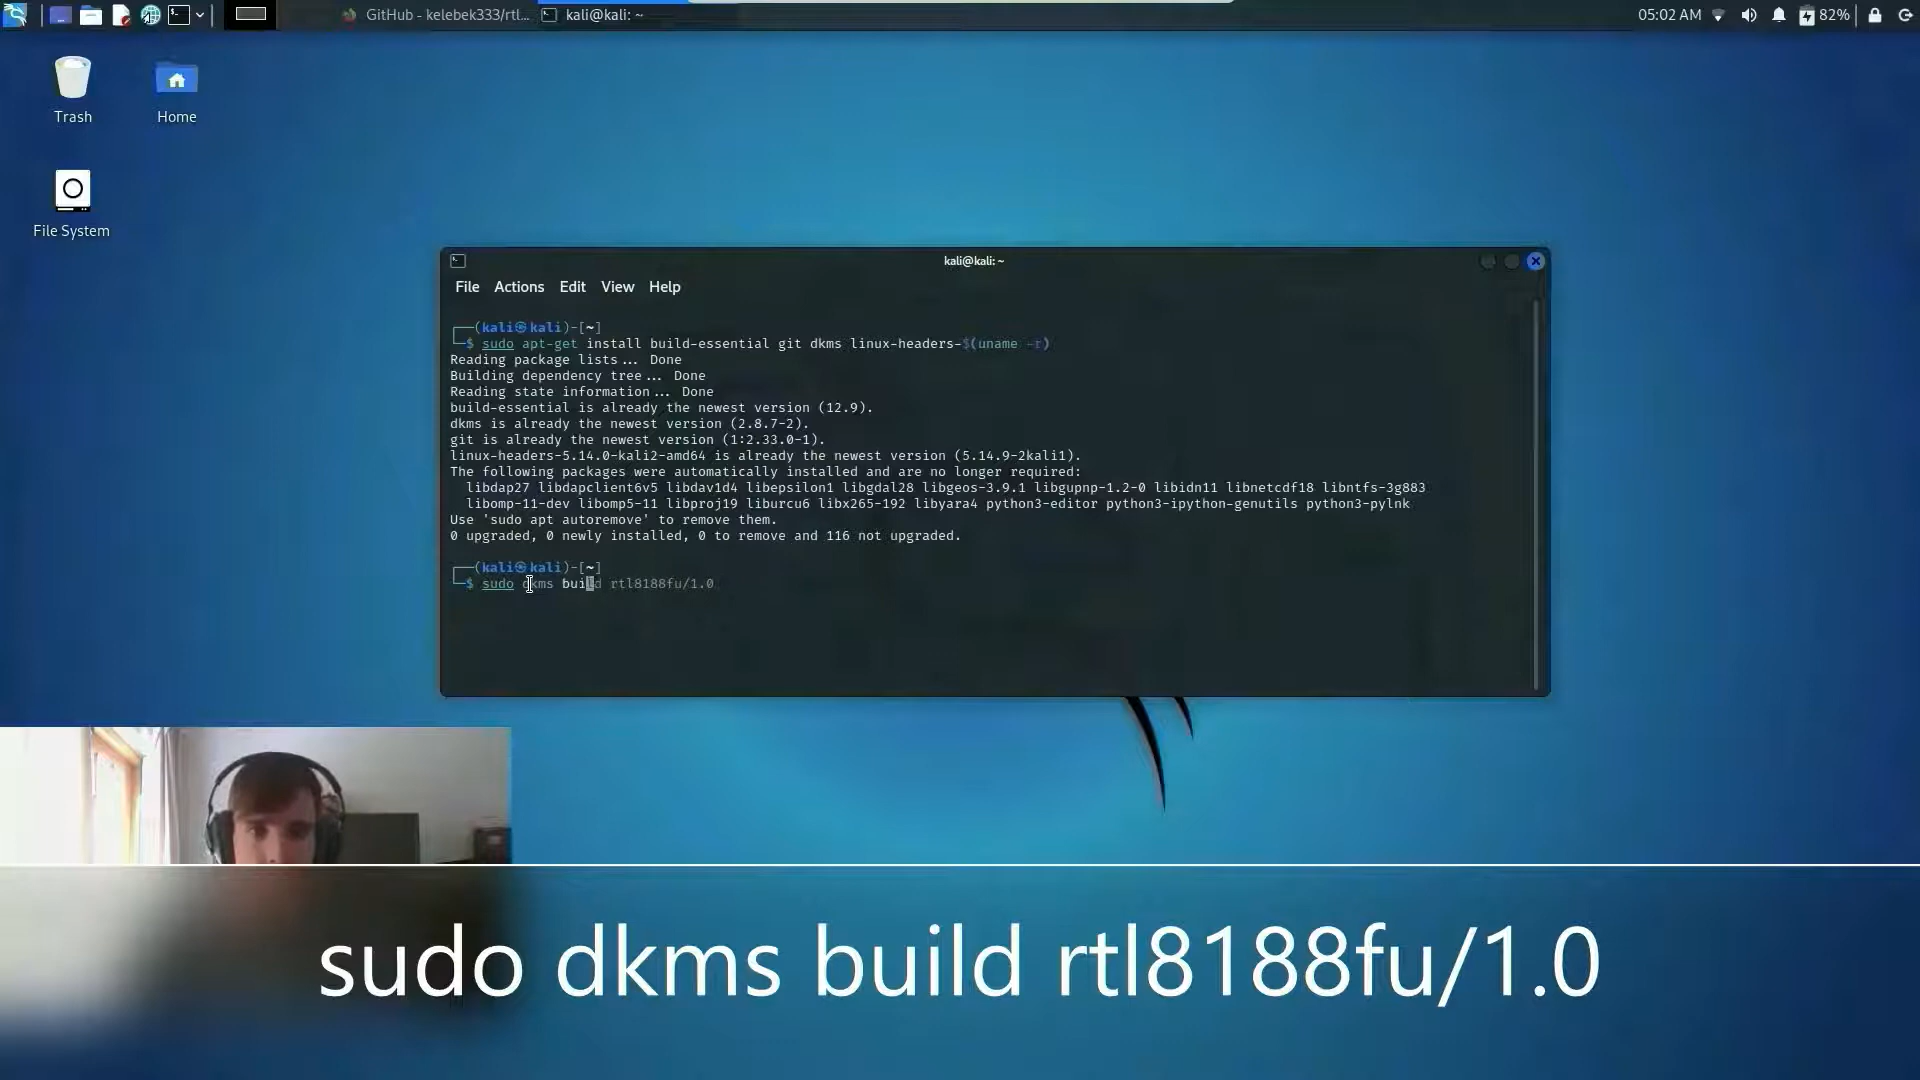 GitHub - kelebek333/rtl...
kali@kali: ~
05:02 AM
82%
Trash
Home
File System
kali@kali: ~
File Actions Edit View Help
┌──(kali㉿kali)-[~]
└─$ sudo apt-get install build-essential git dkms linux-headers-$(uname -r)
Reading package lists... Done
Building dependency tree... Done
Reading state information... Done
build-essential is already the newest version (12.9).
dkms is already the newest version (2.8.7-2).
git is already the newest version (1:2.33.0-1).
linux-headers-5.14.0-kali2-amd64 is already the newest version (5.14.9-2kali1).
The following packages were automatically installed and are no longer required:
libdap27 libdapclient6v5 libdav1d4 libepsilon1 libgdal28 libgeos-3.9.1 libgupnp-1.2-0 libidn11 libnetcdf18 libntfs-3g883
libomp-11-dev libomp5-11 libproj19 liburcu6 libx265-192 libyara4 python3-editor python3-ipython-genutils python3-pylnk
Use 'sudo apt autoremove' to remove them.
0 upgraded, 0 newly installed, 0 to remove and 116 not upgraded.
┌──(kali㉿kali)-[~]
└─$ sudo dkms build rtl8188fu/1.0
sudo dkms build rtl8188fu/1.0